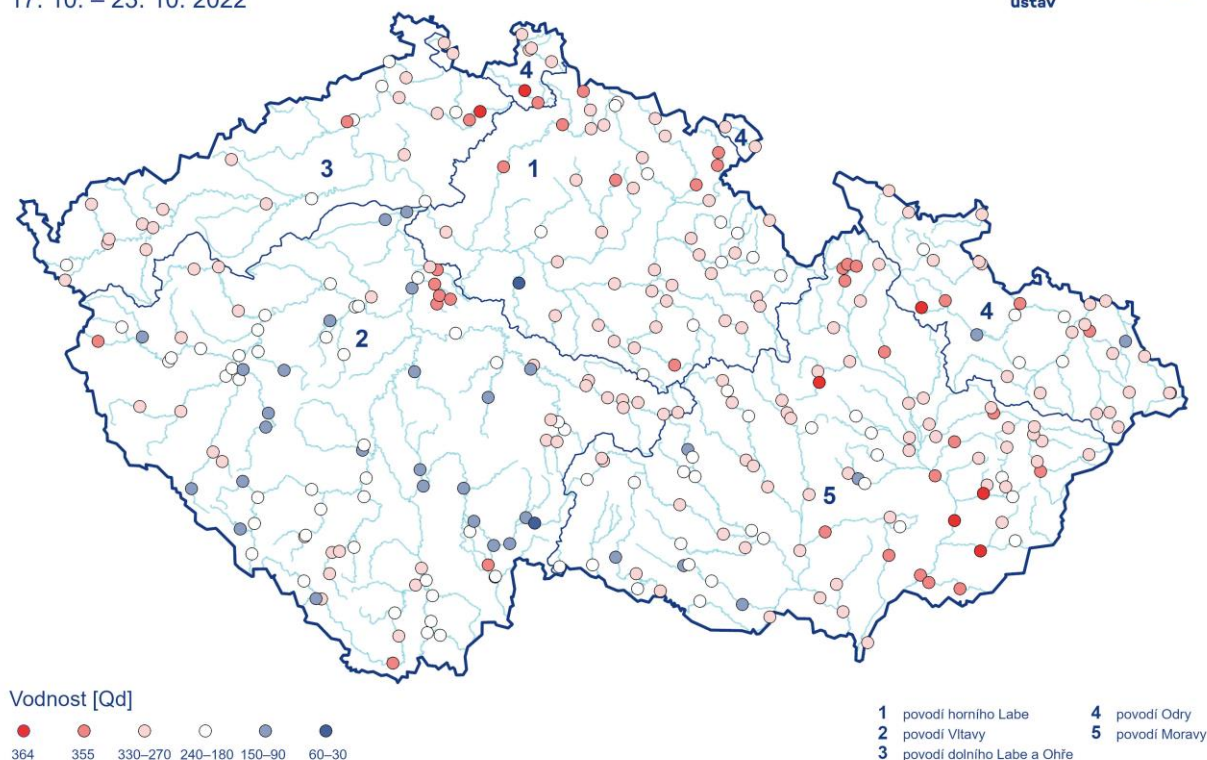 17. 10. – 23. 10. 2022
ústav
4
4
3
1
2
4
5
Vodnost [Qd]
364 355 330–270 240–180 150–90 60–30
1 povodí horního Labe
2 povodí Vltavy
3 povodí dolního Labe a Ohře
4 povodí Odry
5 povodí Moravy